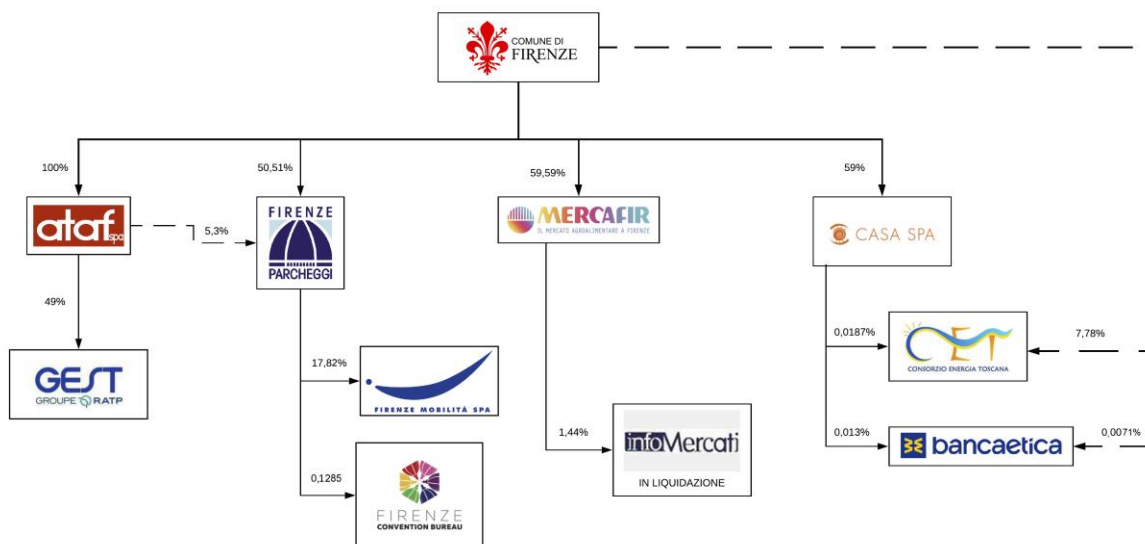 COMUNE DI
FIRENZE
100%
50,51%
59,59%
59%
ataf spa
5,3%
FIRENZE
PARCHEGGI
MERCAFIR
IL MERCATO AGROALIMENTARE A FIRENZE
CASA SPA
49%
GEST
GROUPE RATP
17,82%
FIRENZE MOBILITÀ SPA
0,1285
FIRENZE
CONVENTION BUREAU
1,44%
infoMercati
IN LIQUIDAZIONE
0,0187%
CET
CONSORZIO ENERGIA TOSCANA
7,78%
0,013%
bancaetica
0,0071%